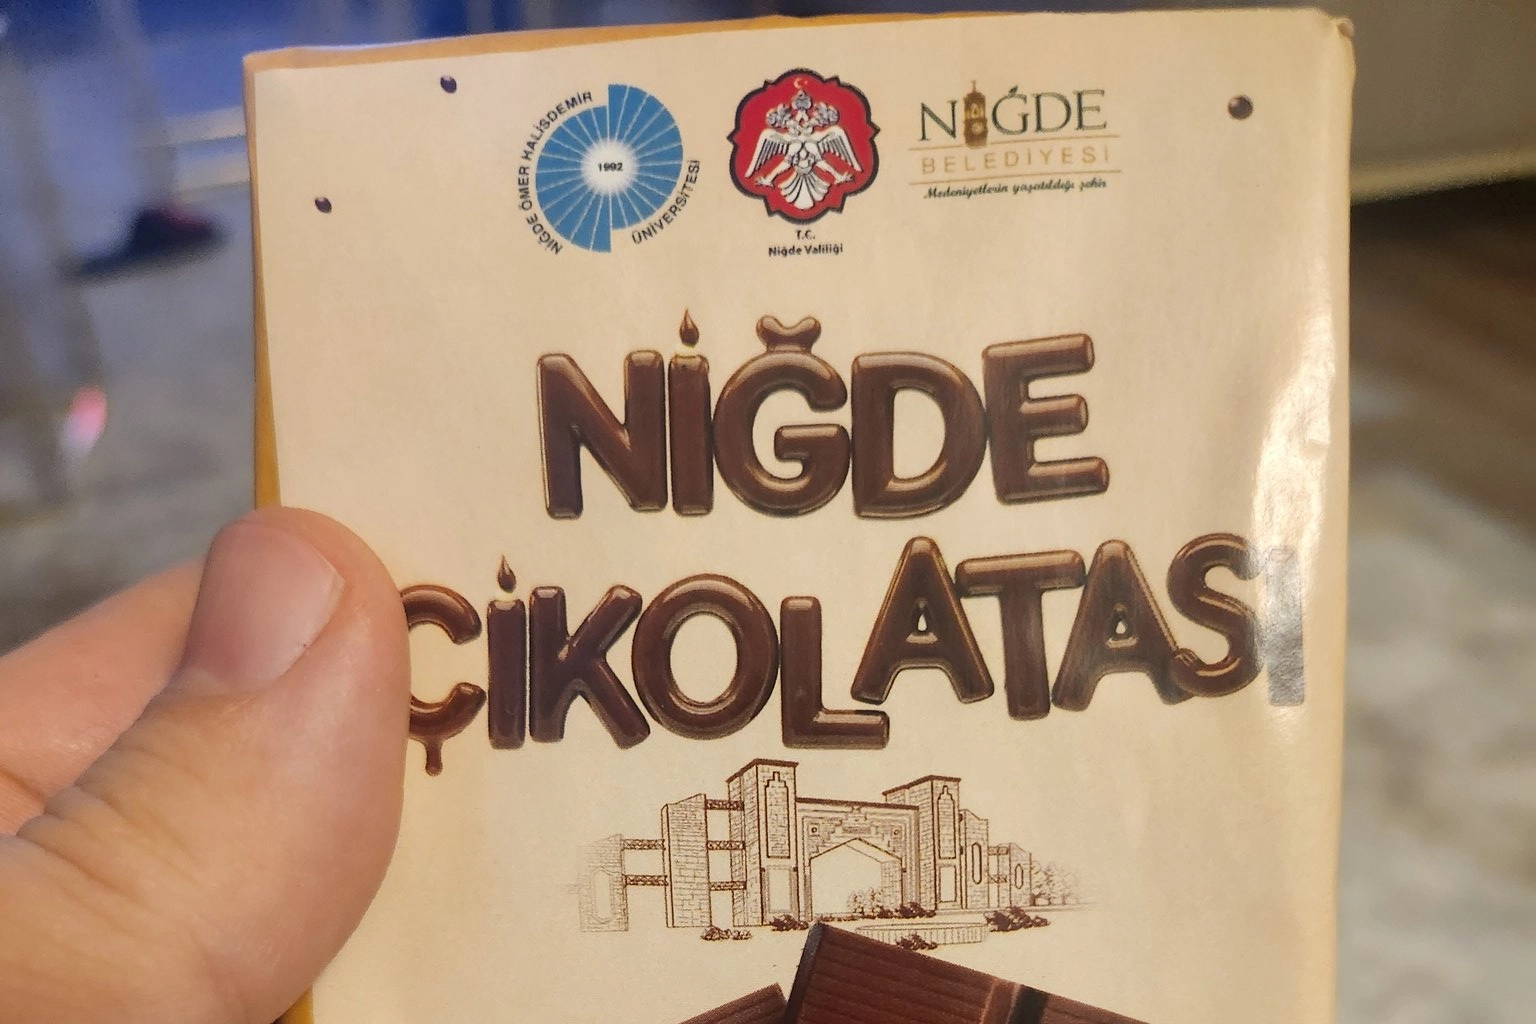 NİĞDE ÖMER HALİSDEMİR ÜNİVERSİTESİ
1992
T.C.
Niğde Valiliği
NİĞDE
BELEDİYESİ
Medeniyetlerin yaşatıldığı şehir
NİĞDE
ÇİKOLATASI